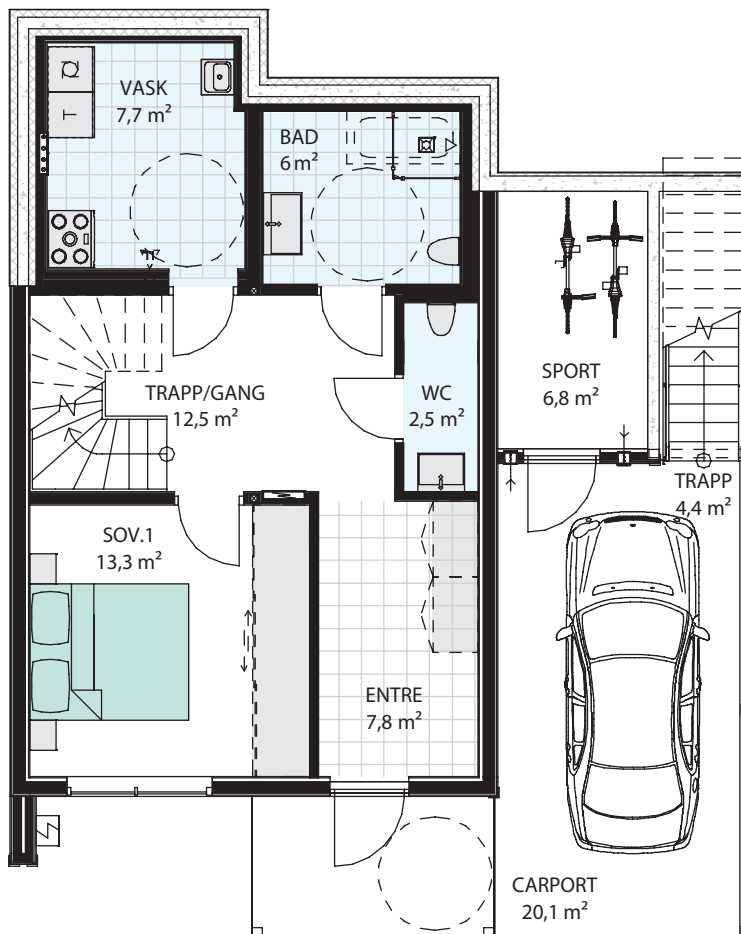 VASK
7,7 m²
T
BAD
6 m²
TRAPP/GANG
12,5 m²
WC
2,5 m²
SPORT
6,8 m²
TRAPP
4,4 m²
SOV.1
13,3 m²
ENTRE
7,8 m²
CARPORT
20,1 m²